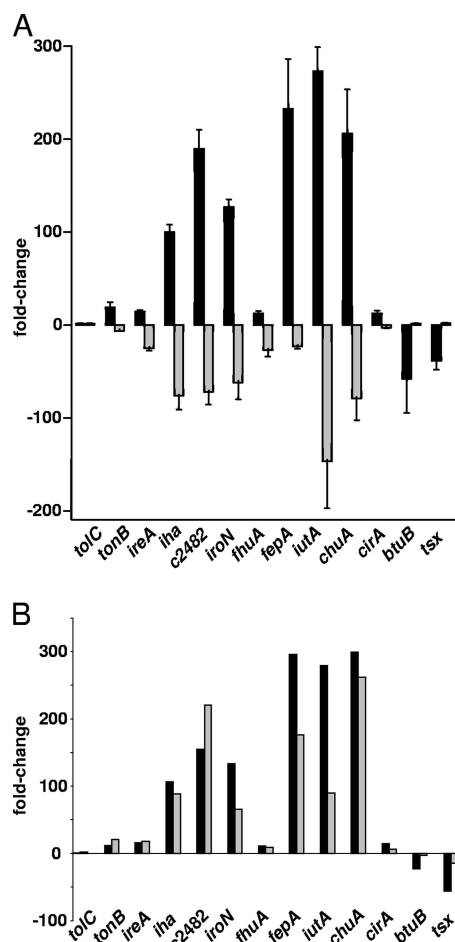 A
300
200
100
0
-100
-200
fold-change
tolC tonB ireA iha c2482 iroN fhuA fepA iutA chuA cirA btuB tsx
B
300
200
100
0
-100
fold-change
tolC tonB ireA iha c2482 iroN fhuA fepA iutA chuA cirA btuB tsx